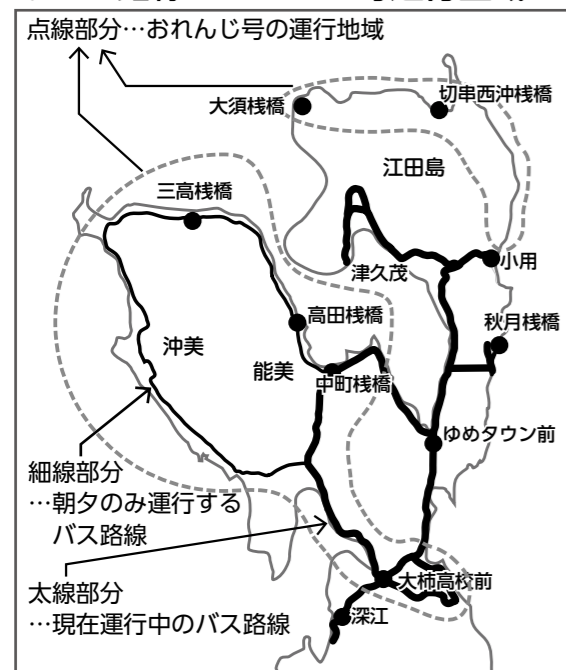 点線部分…おれんじ号の運行地域
大須桟橋
切串西沖桟橋
江田島
三高桟橋
津久茂
小用
高田桟橋
秋月桟橋
沖美
能美
中町桟橋
ゆめタウン前
細線部分
…朝夕のみ運行する
バス路線
太線部分
…現在運行中のバス路線
大柿高校前
深江